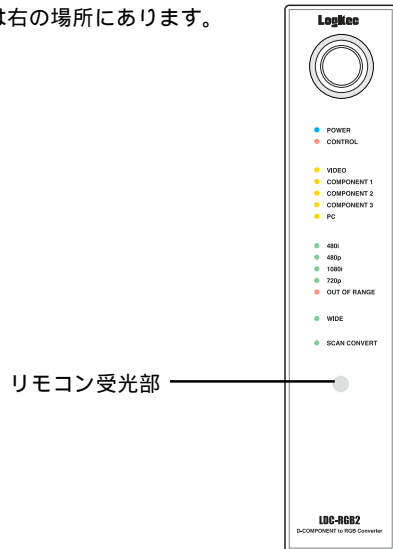 は右の場所にあります。
Logitec
POWER
CONTROL
VIDEO
COMPONENT 1
COMPONENT 2
COMPONENT 3
PC
480i
480p
1080i
720p
OUT OF RANGE
WIDE
SCAN CONVERT
リモコン受光部
LDC-RGB2
D-COMPONENT to RGB Converter